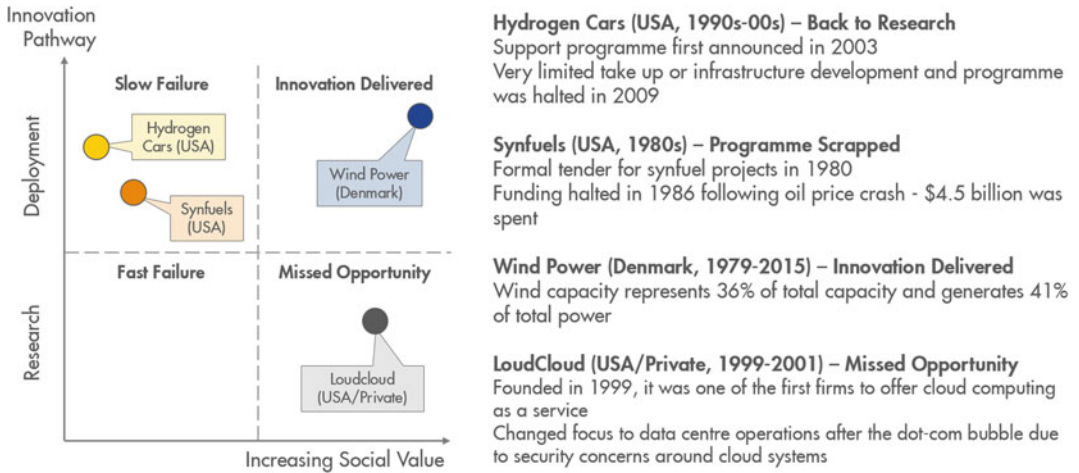 Innovation
Pathway
Slow Failure
Innovation Delivered
Hydrogen
Cars (USA)
Wind Power
(Denmark)
Synfuels
(USA)
Deployment
Fast Failure
Missed Opportunity
Loudcloud
(USA/Private)
Research
Increasing Social Value
Hydrogen Cars (USA, 1990s-00s) – Back to Research
Support programme first announced in 2003
Very limited take up or infrastructure development and programme
was halted in 2009
Synfuels (USA, 1980s) – Programme Scrapped
Formal tender for synfuel projects in 1980
Funding halted in 1986 following oil price crash - $4.5 billion was
spent
Wind Power (Denmark, 1979-2015) – Innovation Delivered
Wind capacity represents 36% of total capacity and generates 41%
of total power
LoudCloud (USA/Private, 1999-2001) – Missed Opportunity
Founded in 1999, it was one of the first firms to offer cloud computing
as a service
Changed focus to data centre operations after the dot-com bubble due
to security concerns around cloud systems